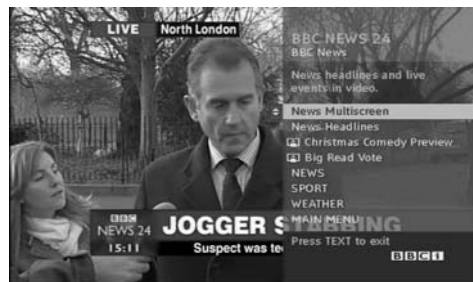 LIVE
North London
BBC NEWS 24
BBC News
News headlines and live
events in video.
News Multiscreen
News Headlines
Christmas Comedy Preview
Big Read Vote
NEWS
SPORT
WEATHER
MAIN MENU
Press TEXT to exit
BBC 1
BBC
NEWS 24
15:11
JOGGER STABBING
Suspect was